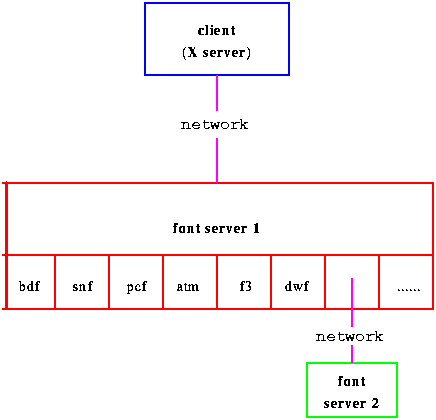 client
(X server)
network
font server 1
bdf snf pcf atm f3 dwf ......
network
font
server 2